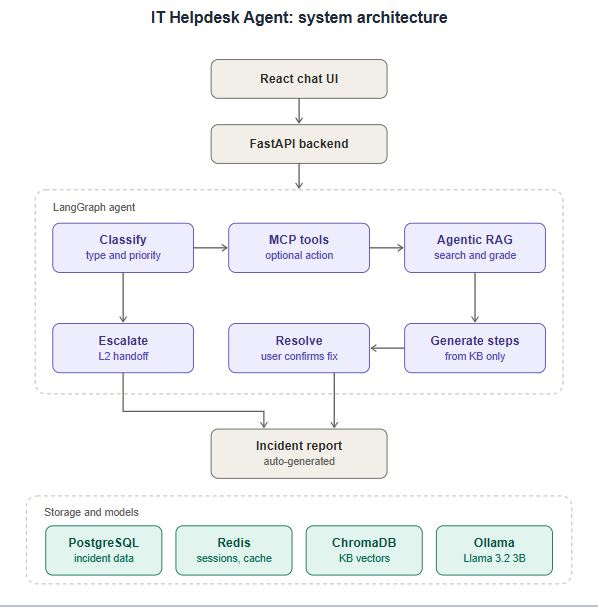 IT Helpdesk Agent: system architecture
React chat UI
FastAPI backend
LangGraph agent
Classify
type and priority
MCP tools
optional action
Agentic RAG
search and grade
Escalate
L2 handoff
Resolve
user confirms fix
Generate steps
from KB only
Incident report
auto-generated
Storage and models
PostgreSQL
incident data
Redis
sessions, cache
ChromaDB
KB vectors
Ollama
Llama 3.2 3B